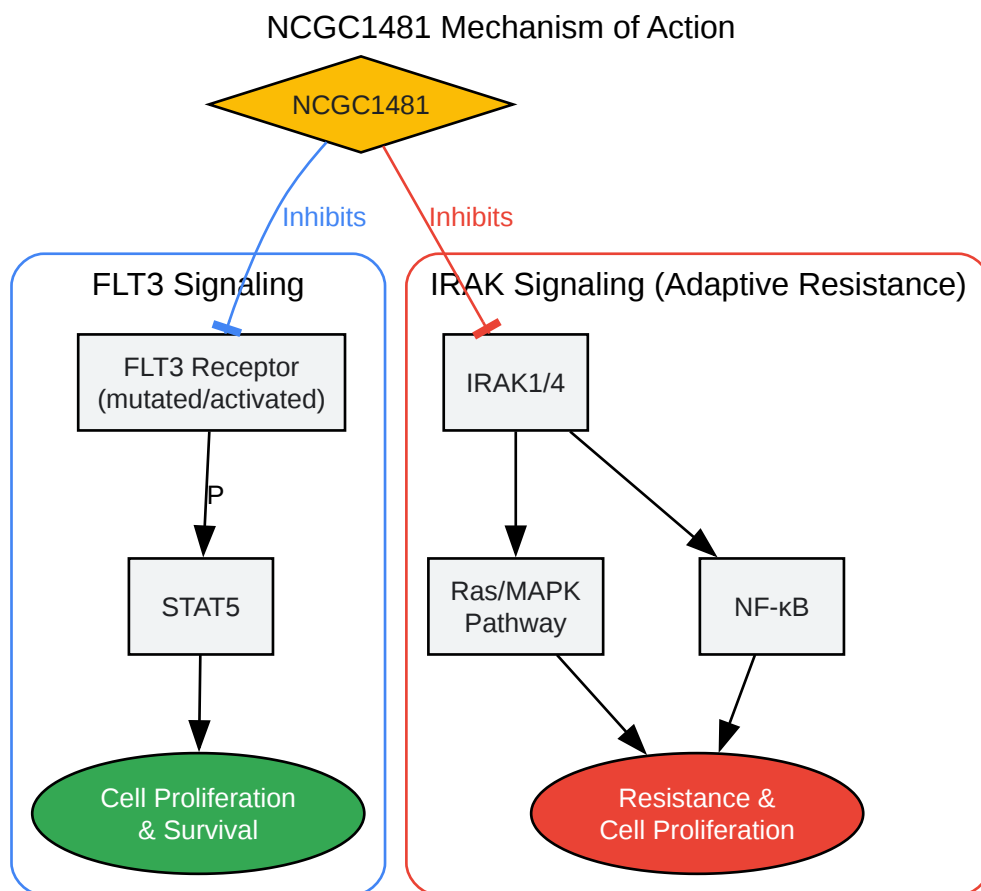 NCGC1481 Mechanism of Action
NCGC1481
Inhibits
Inhibits
FLT3 Signaling
FLT3 Receptor
(mutated/activated)
P
STAT5
Cell Proliferation
& Survival
IRAK Signaling (Adaptive Resistance)
IRAK1/4
Ras/MAPK
Pathway
NF-κB
Resistance &
Cell Proliferation